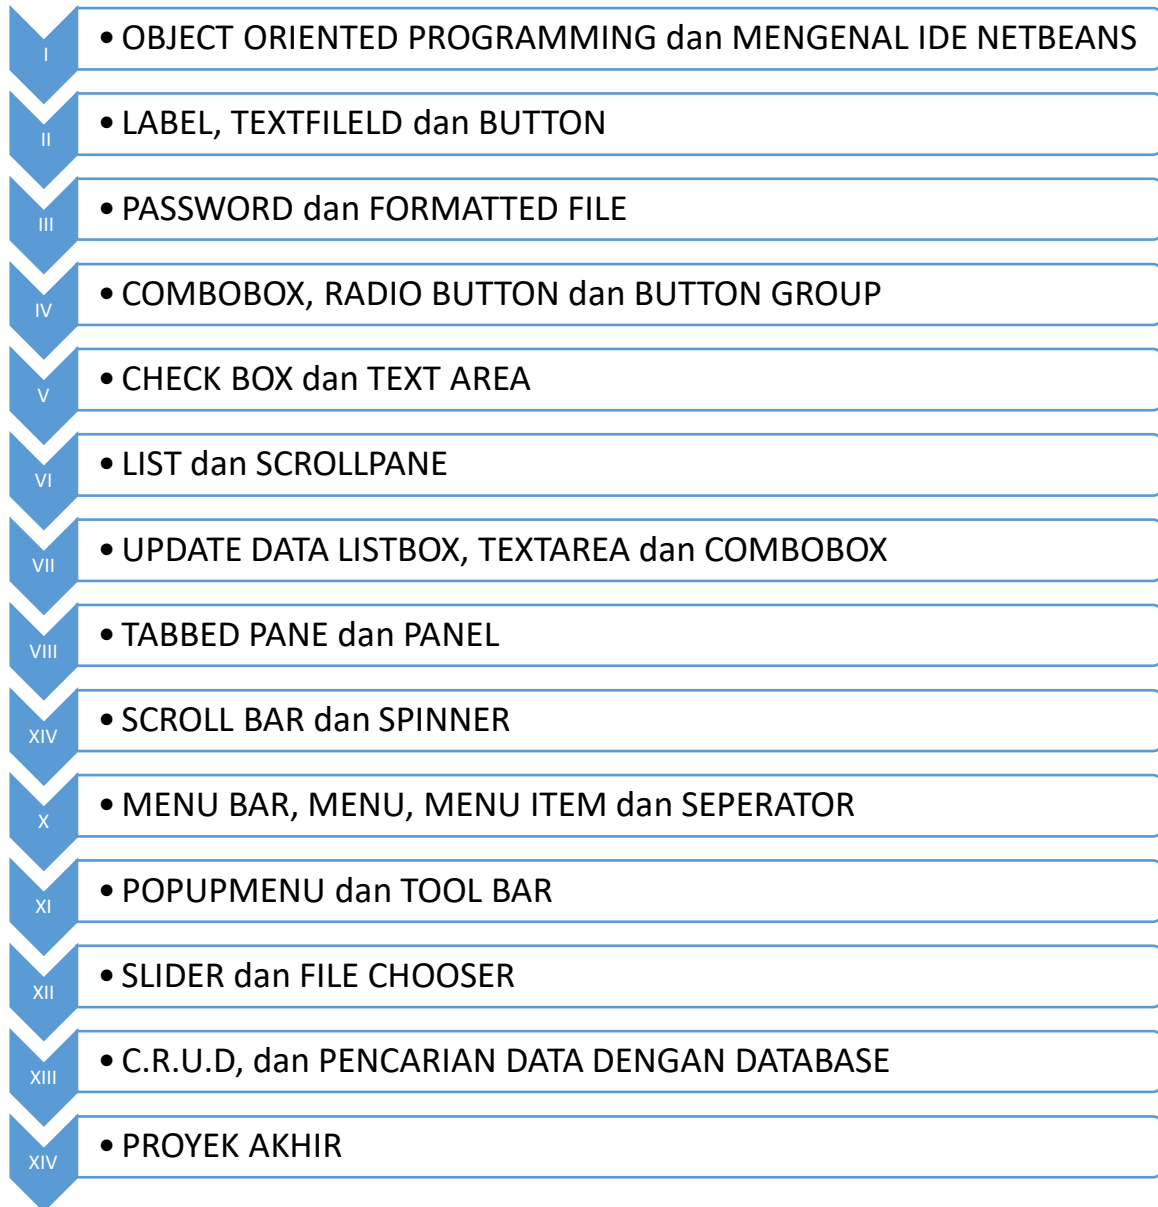 I
• OBJECT ORIENTED PROGRAMMING dan MENGENAL IDE NETBEANS
II
• LABEL, TEXTFILELD dan BUTTON
III
• PASSWORD dan FORMATTED FILE
IV
• COMBOBOX, RADIO BUTTON dan BUTTON GROUP
V
• CHECK BOX dan TEXT AREA
VI
• LIST dan SCROLLPANE
VII
• UPDATE DATA LISTBOX, TEXTAREA dan COMBOBOX
VIII
• TABBED PANE dan PANEL
XIV
• SCROLL BAR dan SPINNER
X
• MENU BAR, MENU, MENU ITEM dan SEPERATOR
XI
• POPUPMENU dan TOOL BAR
XII
• SLIDER dan FILE CHOOSER
XIII
• C.R.U.D, dan PENCARIAN DATA DENGAN DATABASE
XIV
• PROYEK AKHIR